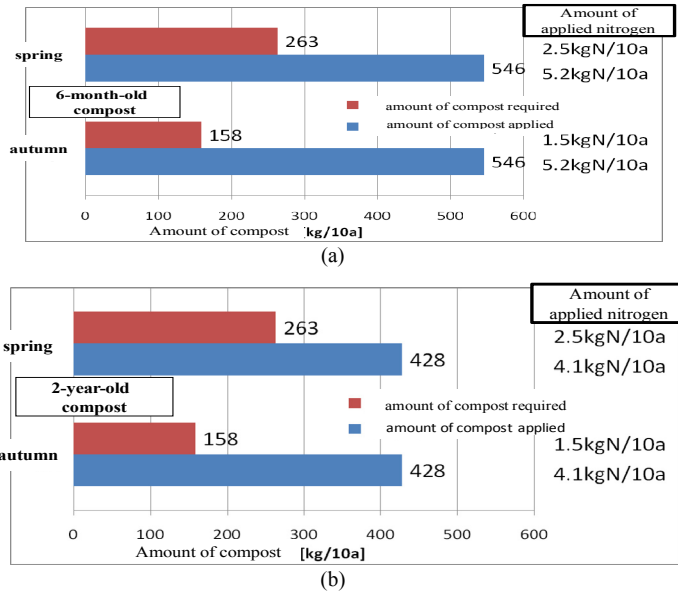 Amount of
applied nitrogen
spring
263
2.5kgN/10a
546
5.2kgN/10a
6-month-old
compost
amount of compost required
amount of compost applied
autumn
158
1.5kgN/10a
546
5.2kgN/10a
0 100 200 300 400 500 600
Amount of compost [kg/10a]
(a)
Amount of
applied nitrogen
spring
263
2.5kgN/10a
428
4.1kgN/10a
2-year-old
compost
amount of compost required
amount of compost applied
autumn
158
1.5kgN/10a
428
4.1kgN/10a
0 100 200 300 400 500 600
Amount of compost [kg/10a]
(b)